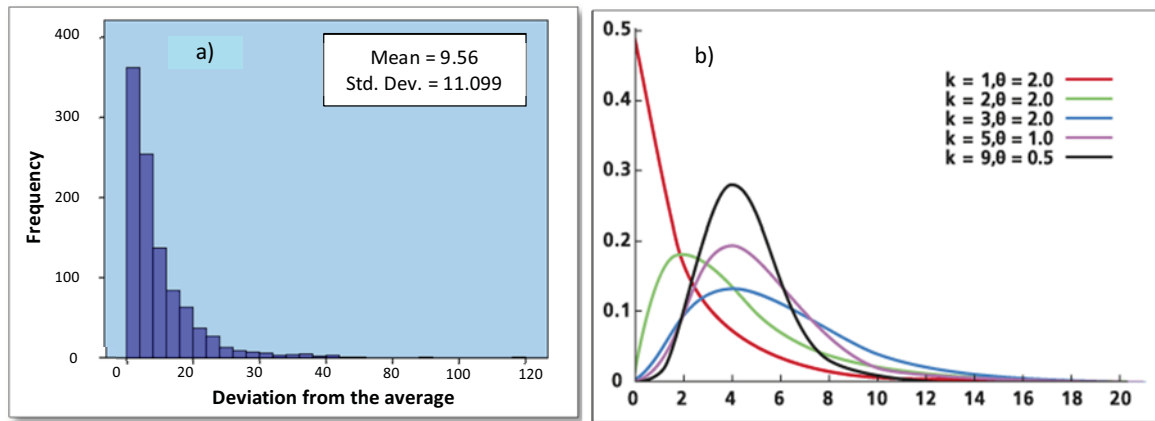 a)
Mean = 9.56
Std. Dev. = 11.099
400
300
200
100
0
Frequency
0 20 30 40 80 100 120
Deviation from the average
b)
k = 1,θ = 2.0
k = 2,θ = 2.0
k = 3,θ = 2.0
k = 5,θ = 1.0
k = 9,θ = 0.5
0.5
0.4
0.3
0.2
0.1
0
0 2 4 6 8 10 12 14 16 18 20